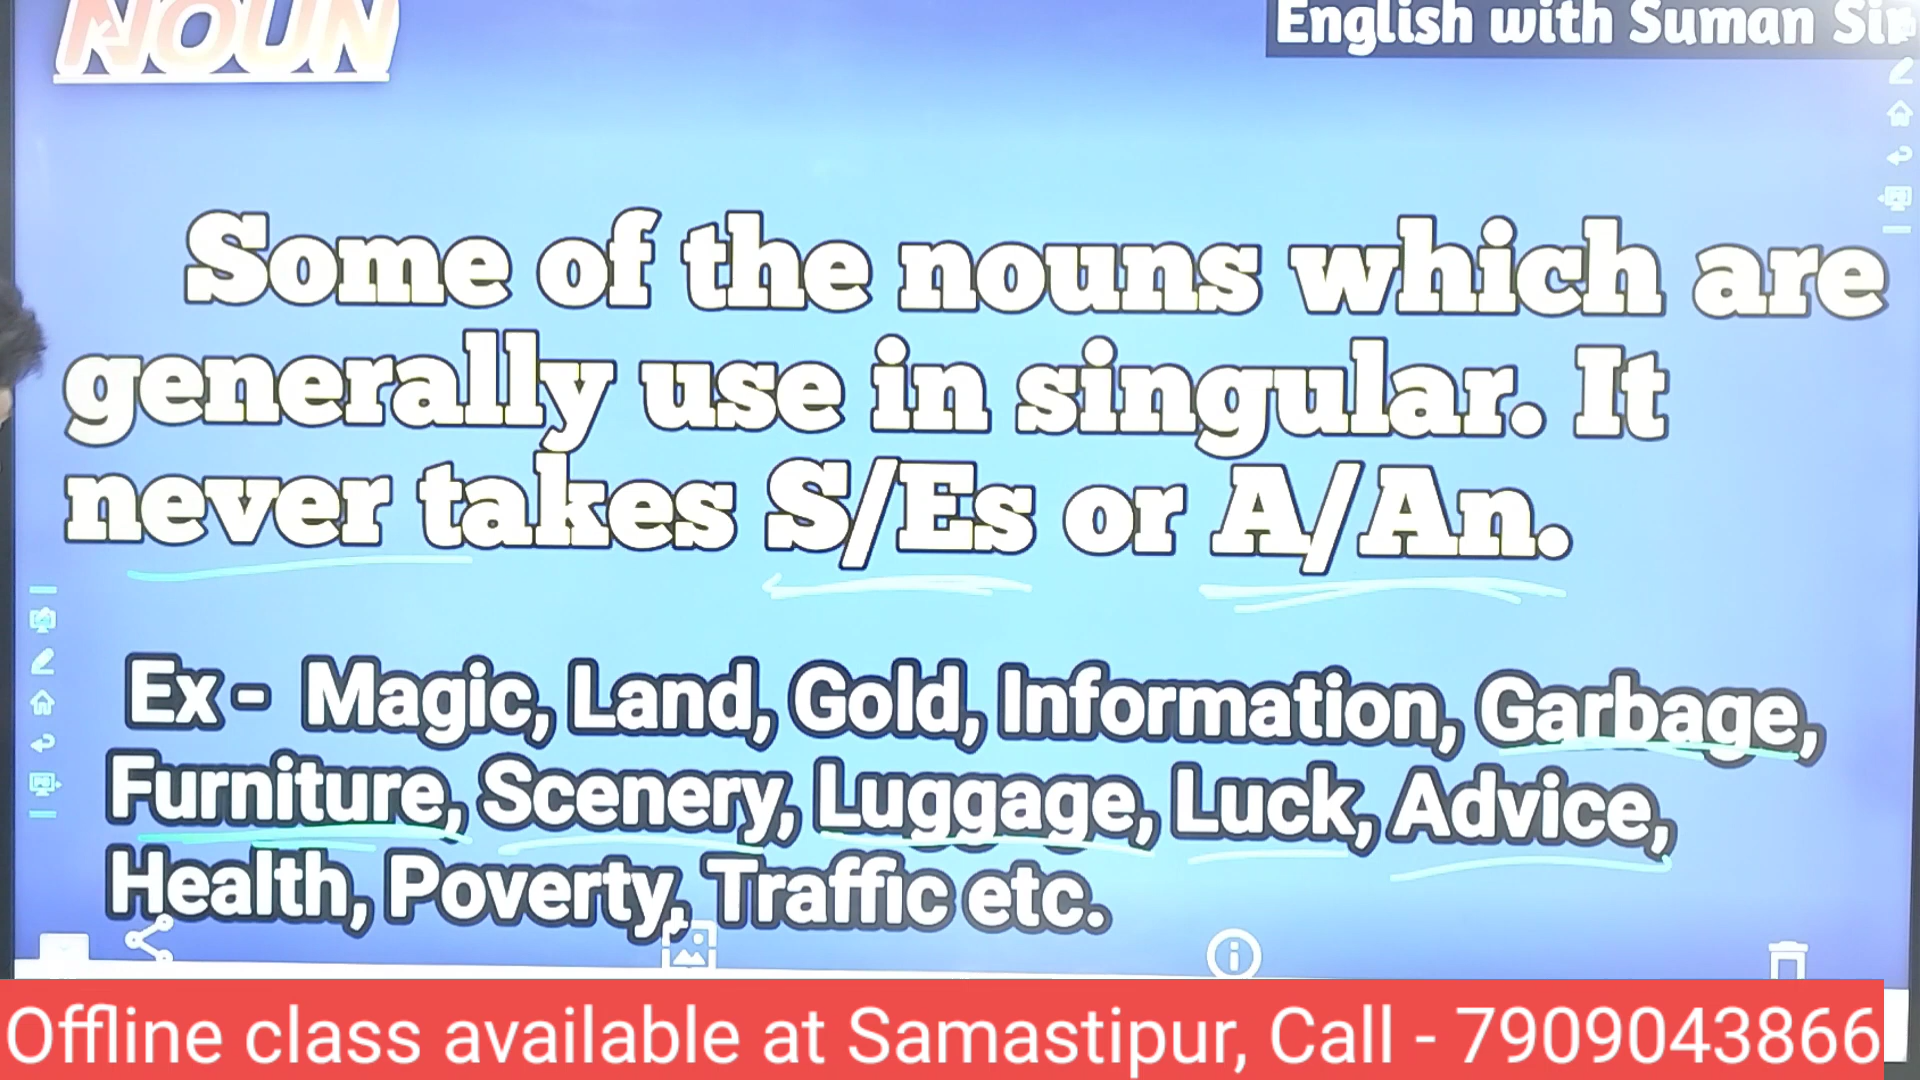 NOUN
English with Suman Sir
Some of the nouns which are
generally use in singular. It
never takes S/Es or A/An.
Ex - Magic, Land, Gold, Information, Garbage,
Furniture, Scenery, Luggage, Luck, Advice,
Health, Poverty, Traffic etc.
Offline class available at Samastipur, Call - 7909043866